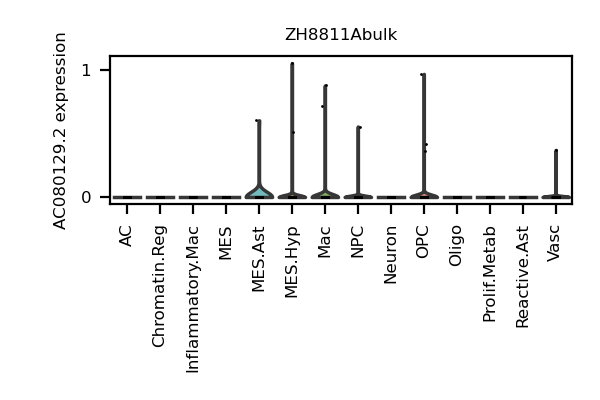 ZH8811Abulk
AC080129.2 expression
1
0
AC
Chromatin.Reg
Inflammatory.Mac
MES
MES.Ast
MES.Hyp
Mac
NPC
Neuron
OPC
Oligo
Prolif.Metab
Reactive.Ast
Vasc